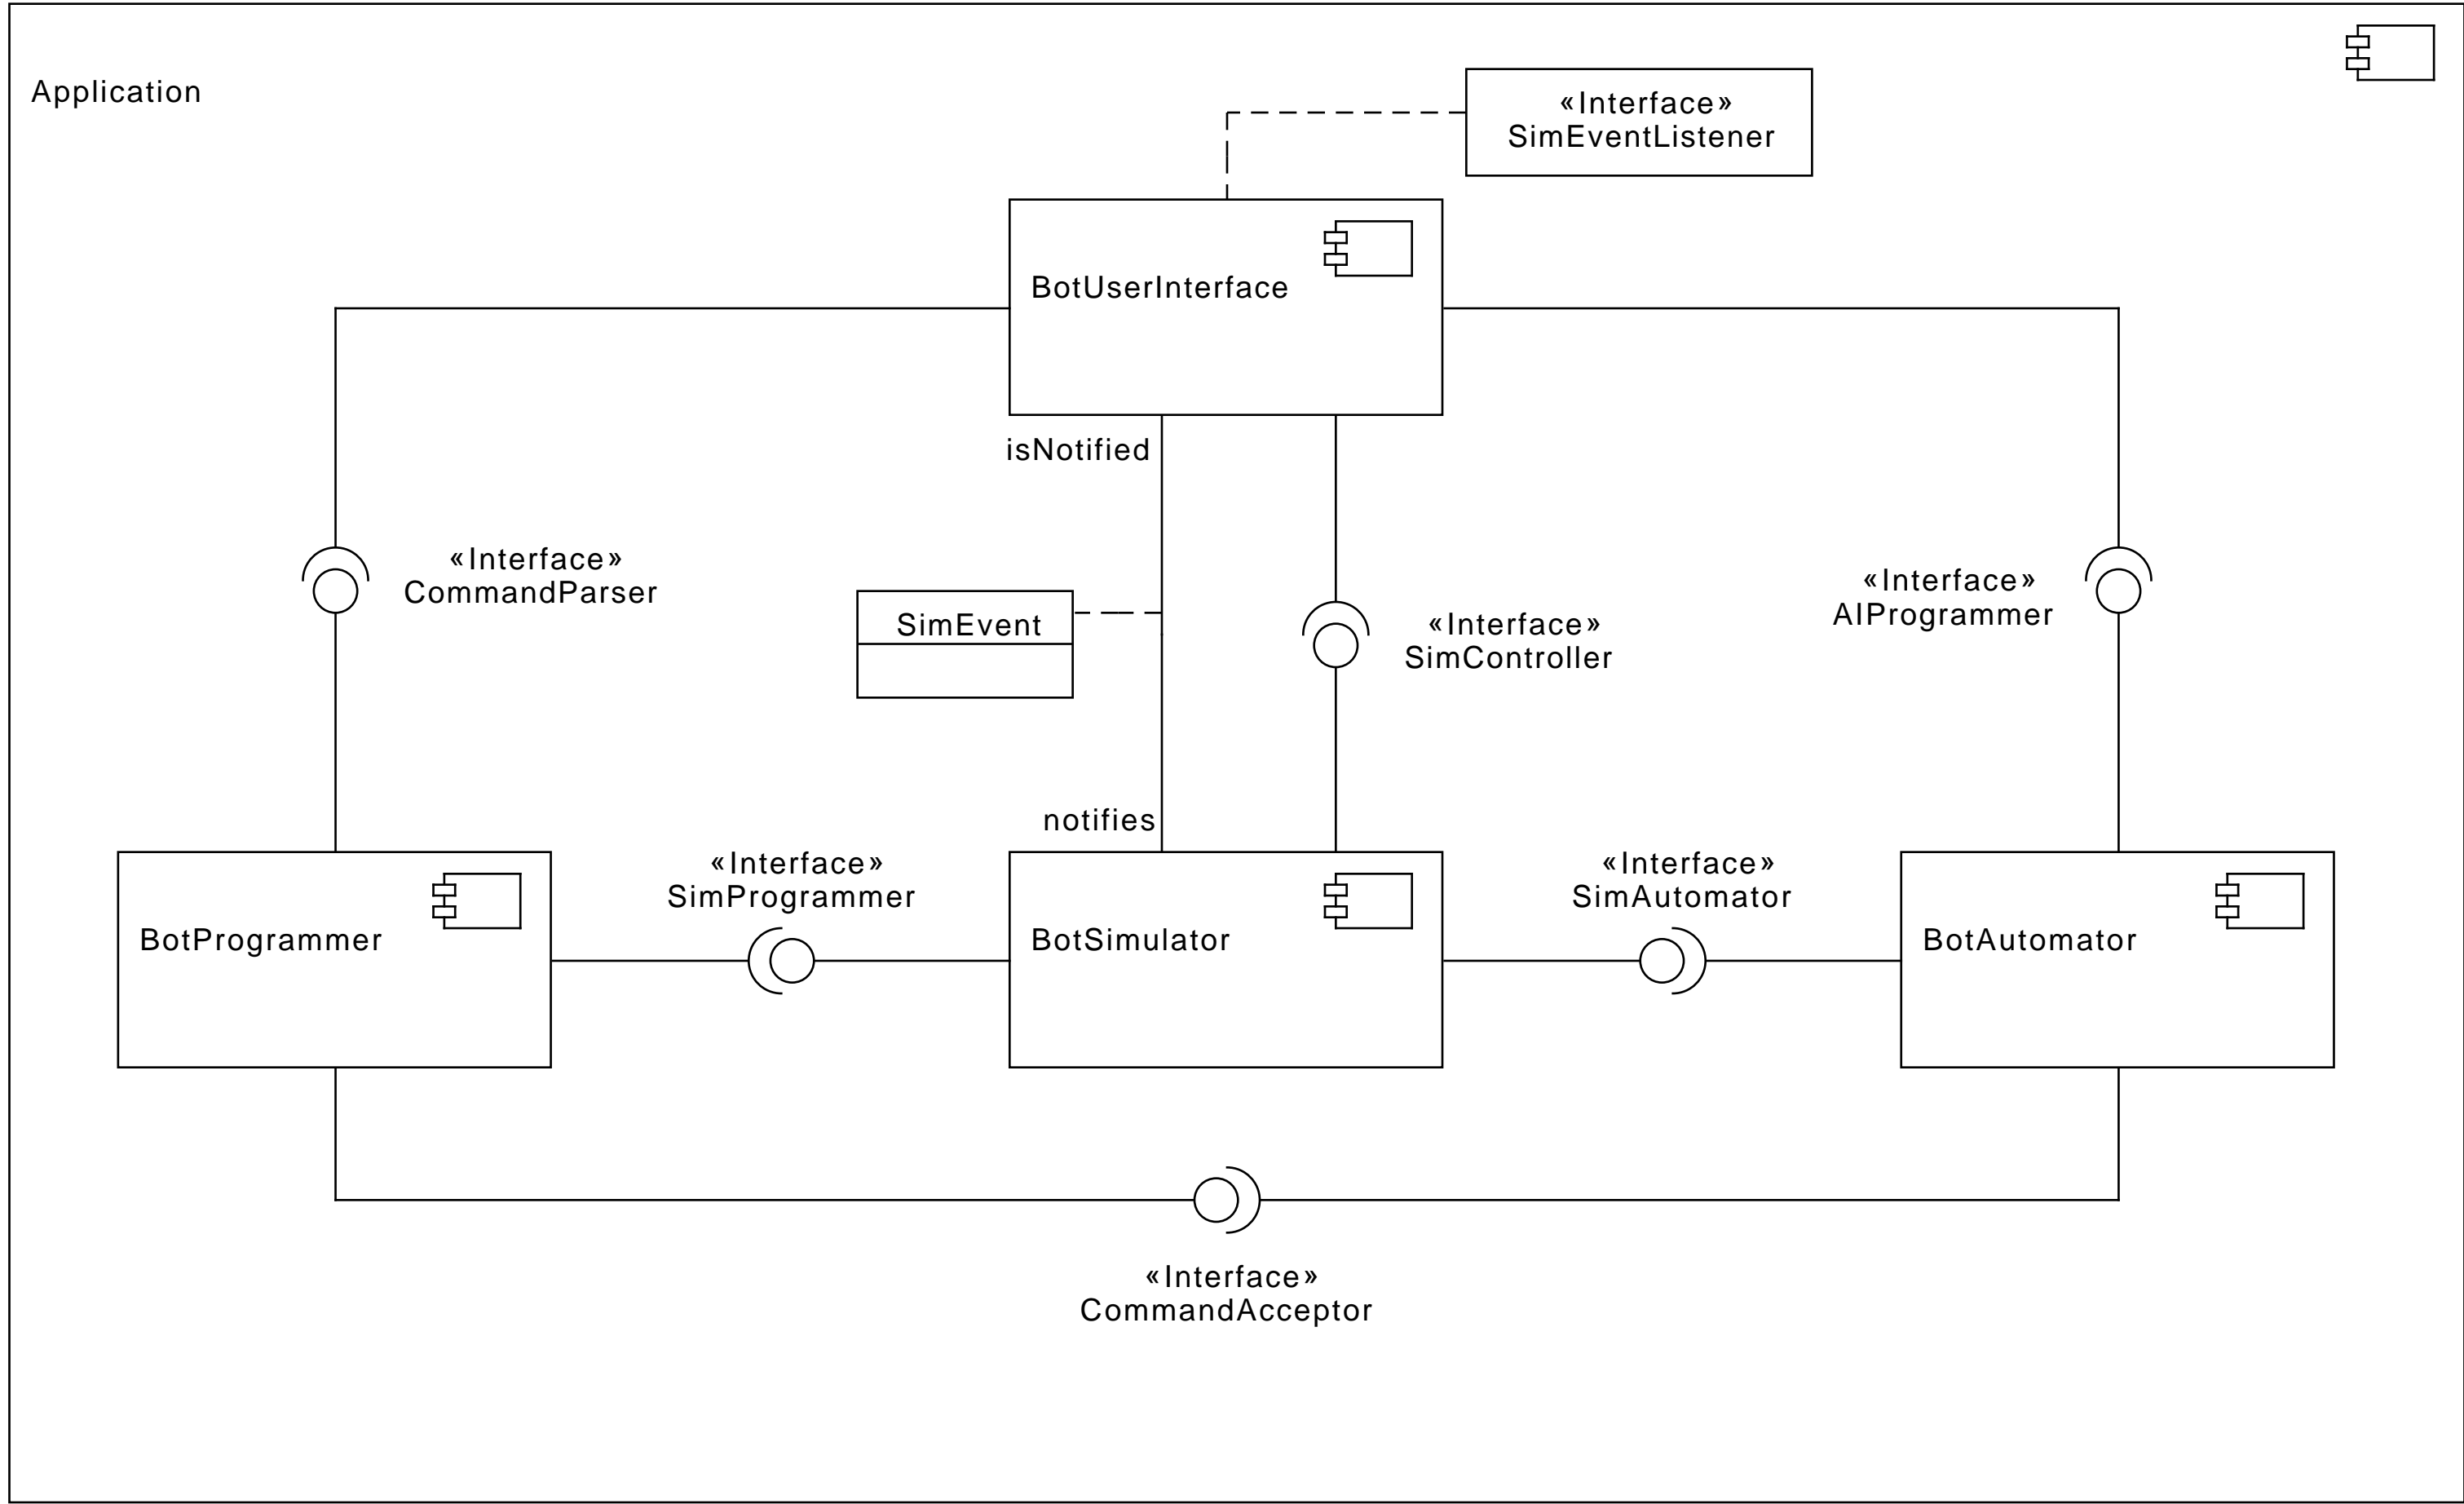 Application
«Interface»
SimEventListener
BotUserInterface
isNotified
«Interface»
CommandParser
«Interface»
AIProgrammer
SimEvent
«Interface»
SimController
notifies
«Interface»
SimProgrammer
«Interface»
SimAutomator
BotProgrammer
BotSimulator
BotAutomator
«Interface»
CommandAcceptor